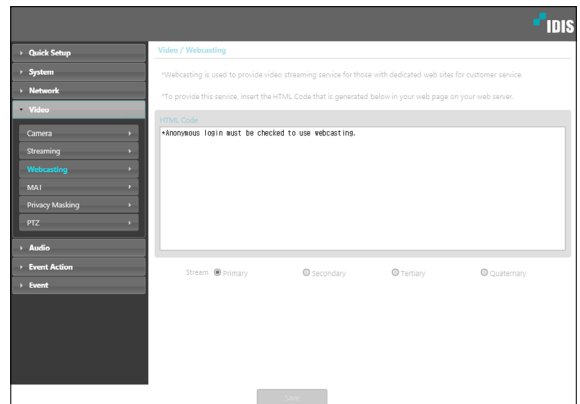 IDIS
Quick Setup
System
Network
Video
Camera
Streaming
Webcasting
MAT
Privacy Masking
PTZ
Audio
Event Action
Event
Video / Webcasting
*Webcasting is used to provide video streaming service for those with dedicated web sites for customer service
*To provide this service, insert the HTML Code that is generated below in your web page on your web server.
HTML Code
*Anonymous login must be checked to use webcasting.
Stream Primary Secondary Tertiary Quaternary
Save